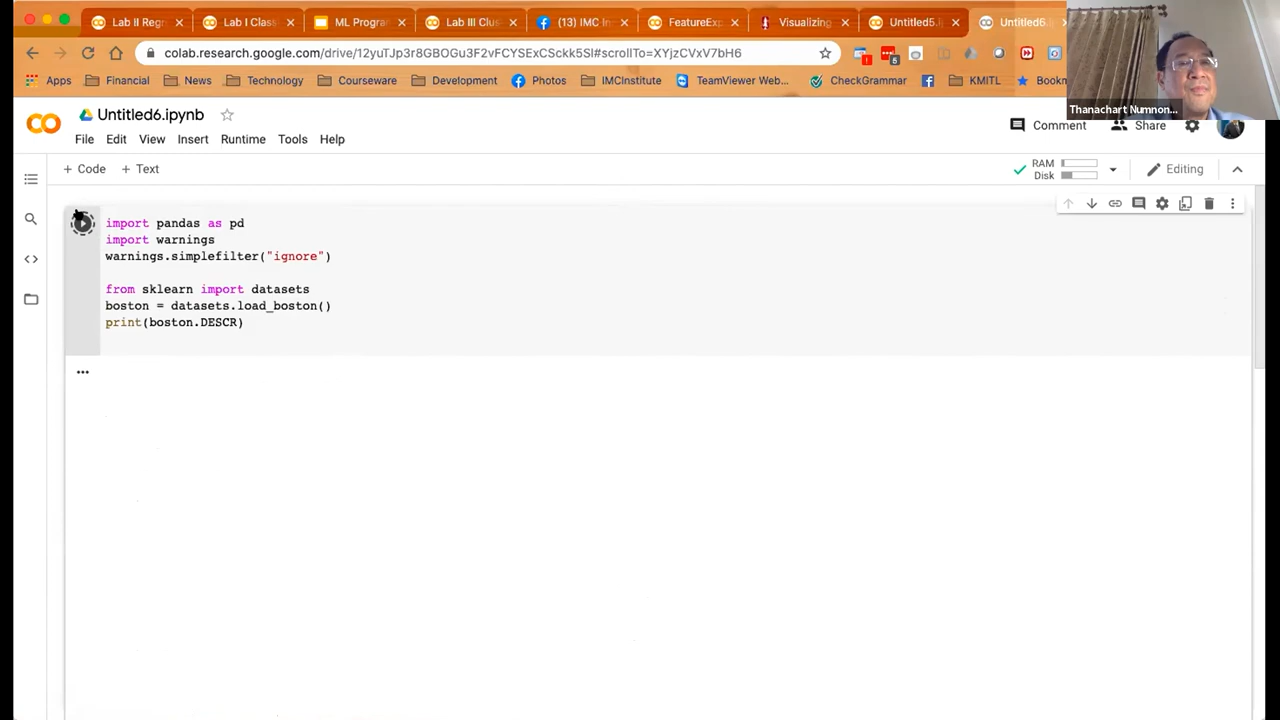 Lab II Regre
Lab I Class
ML Progra
Lab III Clus
(13) IMC In
FeatureExp
Visualizing
Untitled5.i
Untitled6.
colab.research.google.com/drive/12yuTJp3r8GBOGu3F2vFCYSExCSckk5Sl#scrollTo=XYjzCVxV7bH6
Apps
Financial
News
Technology
Courseware
Development
Photos
IMCInstitute
TeamViewer Web...
CheckGrammar
KMITL
Bookm
Thanachart Numnon...
Untitled6.ipynb
File Edit View Insert Runtime Tools Help
Comment
Share
+ Code + Text
RAM
Disk
Editing
import pandas as pd
import warnings
warnings.simplefilter("ignore")
from sklearn import datasets
boston = datasets.load_boston()
print(boston.DESCR)